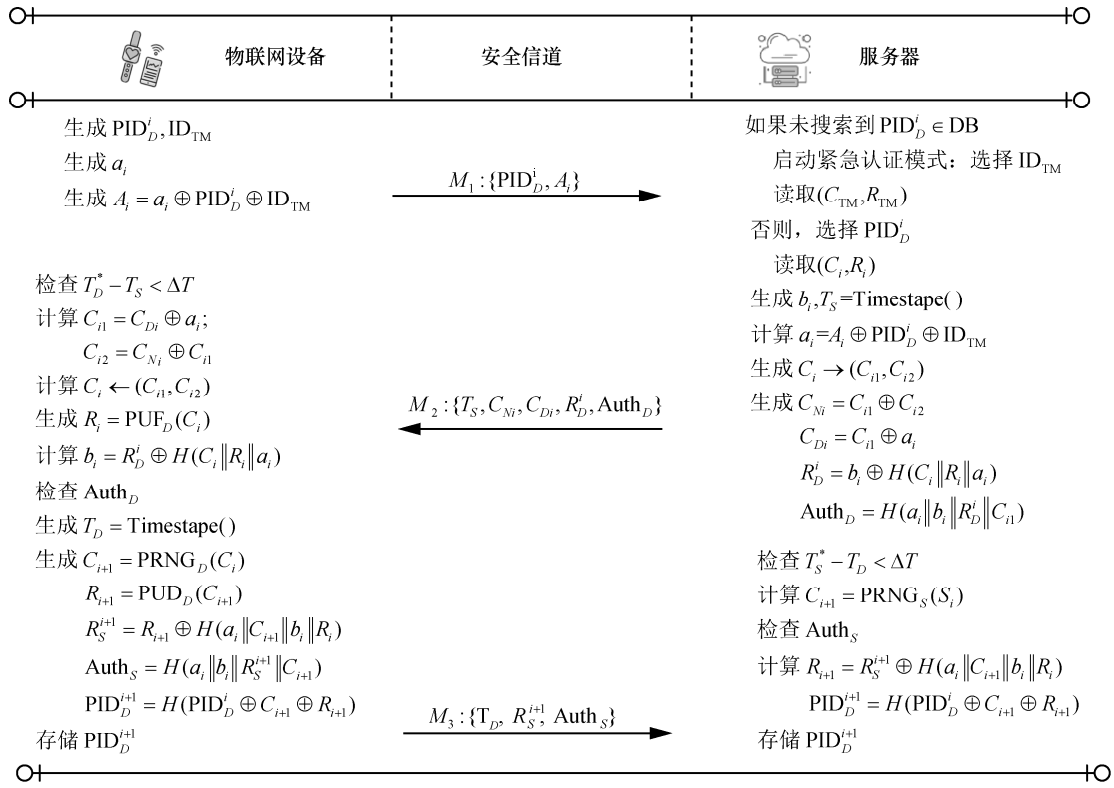 物联网设备
安全信道
服务器
生成 PID_D^i, ID_TM
生成 a_i
生成 A_i = a_i ⊕ PID_D^i ⊕ ID_TM
M_1 : {PID_D^i, A_i}
如果未搜索到 PID_D^i ∈ DB
启动紧急认证模式：选择 ID_TM
读取(C_TM, R_TM)
否则，选择 PID_D^i
读取(C_i, R_i)
生成 b_i, T_S=Timestape( )
计算 a_i=A_i ⊕ PID_D^i ⊕ ID_TM
生成 C_i → (C_i1, C_i2)
生成 C_Ni = C_i1 ⊕ C_i2
C_Di = C_i1 ⊕ a_i
R_D^i = b_i ⊕ H(C_i‖R_i‖a_i)
Auth_D = H(a_i‖b_i‖R_D^i‖C_i1)
M_2 : {T_S, C_Ni, C_Di, R_D^i, Auth_D}
检查 T_D^* − T_S < ΔT
计算 C_i1 = C_Di ⊕ a_i;
C_i2 = C_Ni ⊕ C_i1
计算 C_i ← (C_i1, C_i2)
生成 R_i = PUF_D(C_i)
计算 b_i = R_D^i ⊕ H(C_i‖R_i‖a_i)
检查 Auth_D
生成 T_D = Timestape( )
生成 C_i+1 = PRNG_D(C_i)
R_i+1 = PUD_D(C_i+1)
R_S^i+1 = R_i+1 ⊕ H(a_i‖C_i+1‖b_i‖R_i)
Auth_S = H(a_i‖b_i‖R_S^i+1‖C_i+1)
PID_D^i+1 = H(PID_D^i ⊕ C_i+1 ⊕ R_i+1)
存储 PID_D^i+1
M_3 : {T_D, R_S^i+1, Auth_S}
检查 T_S^* − T_D < ΔT
计算 C_i+1 = PRNG_S(S_i)
检查 Auth_S
计算 R_i+1 = R_S^i+1 ⊕ H(a_i‖C_i+1‖b_i‖R_i)
PID_D^i+1 = H(PID_D^i ⊕ C_i+1 ⊕ R_i+1)
存储 PID_D^i+1